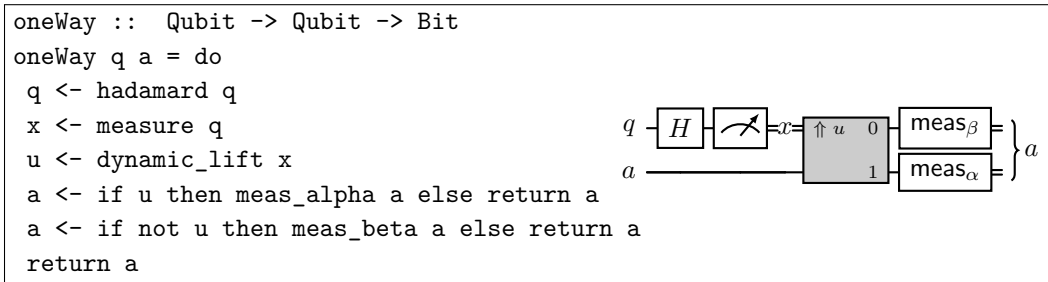 oneWay :: Qubit -> Qubit -> Bit
oneWay q a = do
q <- hadamard q
x <- measure q
u <- dynamic_lift x
a <- if u then meas_alpha a else return a
a <- if not u then meas_beta a else return a
return a
q H x ⇑ u 0 meas_β
a 1 meas_α
a